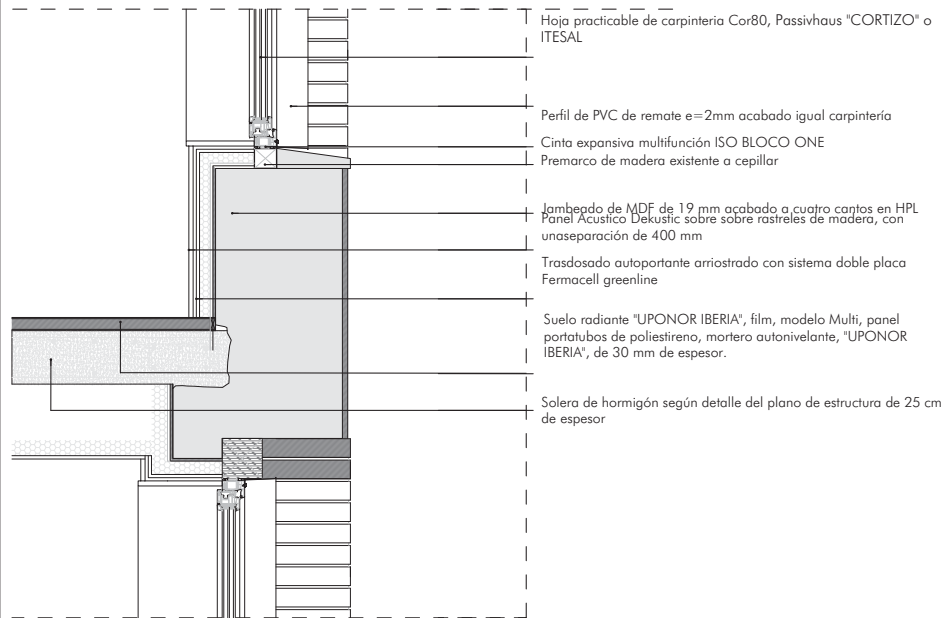 Hoja practicable de carpinteria Cor80, Passivhaus "CORTIZO" o
ITESAL
Perfil de PVC de remate e=2mm acabado igual carpintería
Cinta expansiva multifunción ISO BLOCO ONE
Premarco de madera existente a cepillar
Jambeado de MDF de 19 mm acabado a cuatro cantos en HPL
Panel Acustico Dekustic sobre sobre rastreles de madera, con
unaseparación de 400 mm
Trasdosado autoportante arriostrado con sistema doble placa
Fermacell greenline
Suelo radiante "UPONOR IBERIA", film, modelo Multi, panel
portatubos de poliestireno, mortero autonivelante, "UPONOR
IBERIA", de 30 mm de espesor.
Solera de hormigón según detalle del plano de estructura de 25 cm
de espesor